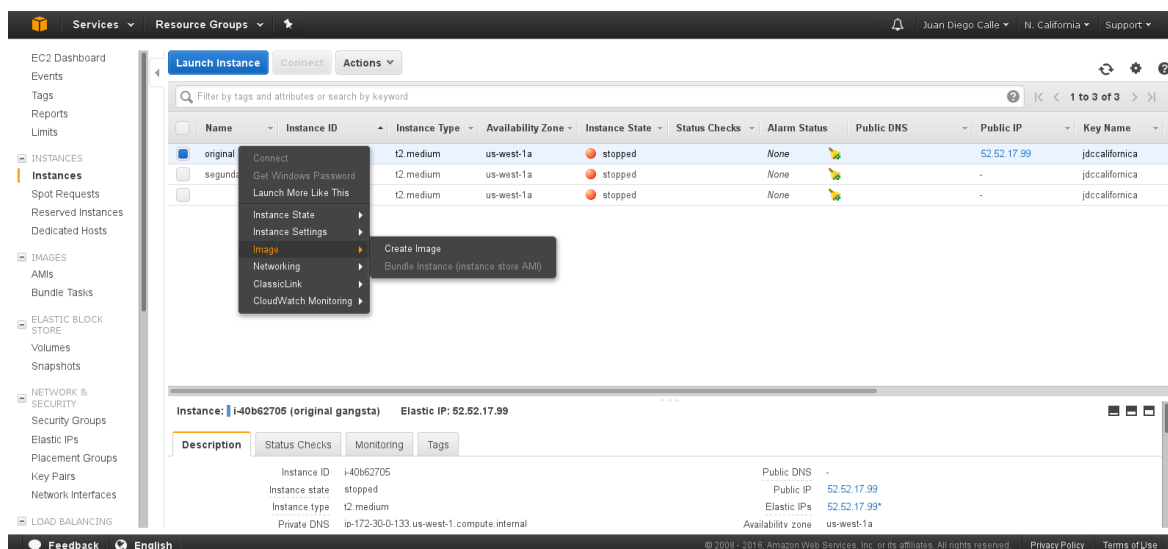 Services Resource Groups Juan Diego Calle N. California Support
EC2 Dashboard
Events
Tags
Reports
Limits
INSTANCES
Instances
Spot Requests
Reserved Instances
Dedicated Hosts
IMAGES
AMIs
Bundle Tasks
ELASTIC BLOCK
STORE
Volumes
Snapshots
NETWORK &
SECURITY
Security Groups
Elastic IPs
Placement Groups
Key Pairs
Network Interfaces
LOAD BALANCING
Launch Instance Connect Actions
Filter by tags and attributes or search by keyword 1 to 3 of 3
Name Instance ID Instance Type Availability Zone Instance State Status Checks Alarm Status Public DNS Public IP Key Name
original t2.medium us-west-1a stopped None 52.52.17.99 jdccalifornica
segunda t2.medium us-west-1a stopped None - jdccalifornica
t2.medium us-west-1a stopped None - jdccalifornica
Connect
Get Windows Password
Launch More Like This
Instance State
Instance Settings
Image
Networking
ClassicLink
CloudWatch Monitoring
Create Image
Bundle Instance (instance store AMI)
Instance: i-40b62705 (original gangsta) Elastic IP: 52.52.17.99
Description Status Checks Monitoring Tags
Instance ID i-40b62705 Public DNS -
Instance state stopped Public IP 52.52.17.99
Instance type t2.medium Elastic IPs 52.52.17.99*
Private DNS ip-172-30-0-133.us-west-1.compute.internal Availability zone us-west-1a
Feedback English © 2008 - 2016, Amazon Web Services, Inc. or its affiliates. All rights reserved. Privacy Policy Terms of Use